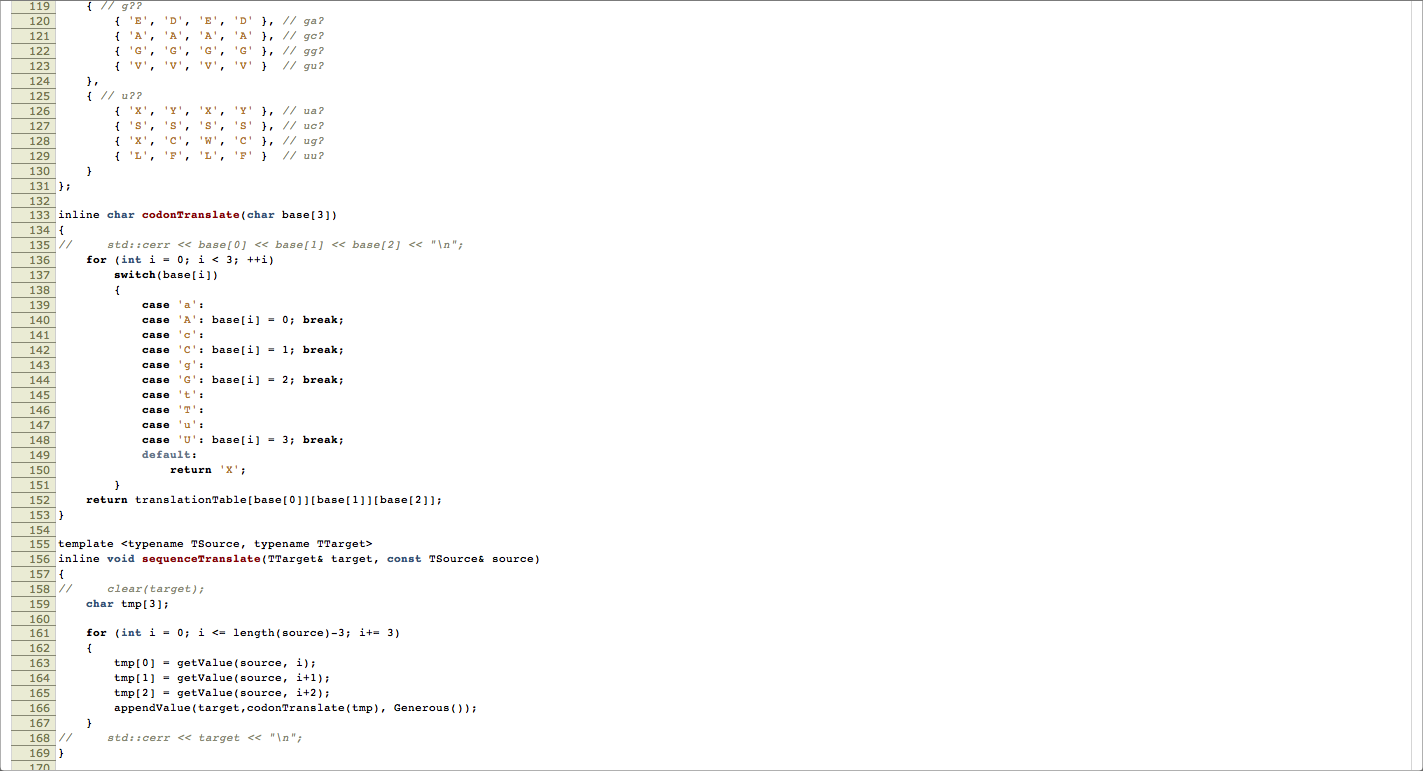 119 { // g??
120 { 'E', 'D', 'E', 'D' }, // ga?
121 { 'A', 'A', 'A', 'A' }, // gc?
122 { 'G', 'G', 'G', 'G' }, // gg?
123 { 'V', 'V', 'V', 'V' } // gu?
124 },
125 { // u??
126 { 'X', 'Y', 'X', 'Y' }, // ua?
127 { 'S', 'S', 'S', 'S' }, // uc?
128 { 'X', 'C', 'W', 'C' }, // ug?
129 { 'L', 'F', 'L', 'F' } // uu?
130 }
131 };
132
133 inline char codonTranslate(char base[3])
134 {
135 // std::cerr << base[0] << base[1] << base[2] << "\n";
136 for (int i = 0; i < 3; ++i)
137 switch(base[i])
138 {
139 case 'a':
140 case 'A': base[i] = 0; break;
141 case 'c':
142 case 'C': base[i] = 1; break;
143 case 'g':
144 case 'G': base[i] = 2; break;
145 case 't':
146 case 'T':
147 case 'u':
148 case 'U': base[i] = 3; break;
149 default:
150 return 'X';
151 }
152 return translationTable[base[0]][base[1]][base[2]];
153 }
154
155 template <typename TSource, typename TTarget>
156 inline void sequenceTranslate(TTarget& target, const TSource& source)
157 {
158 // clear(target);
159 char tmp[3];
160
161 for (int i = 0; i <= length(source)-3; i+= 3)
162 {
163 tmp[0] = getValue(source, i);
164 tmp[1] = getValue(source, i+1);
165 tmp[2] = getValue(source, i+2);
166 appendValue(target,codonTranslate(tmp), Generous());
167 }
168 // std::cerr << target << "\n";
169 }
170